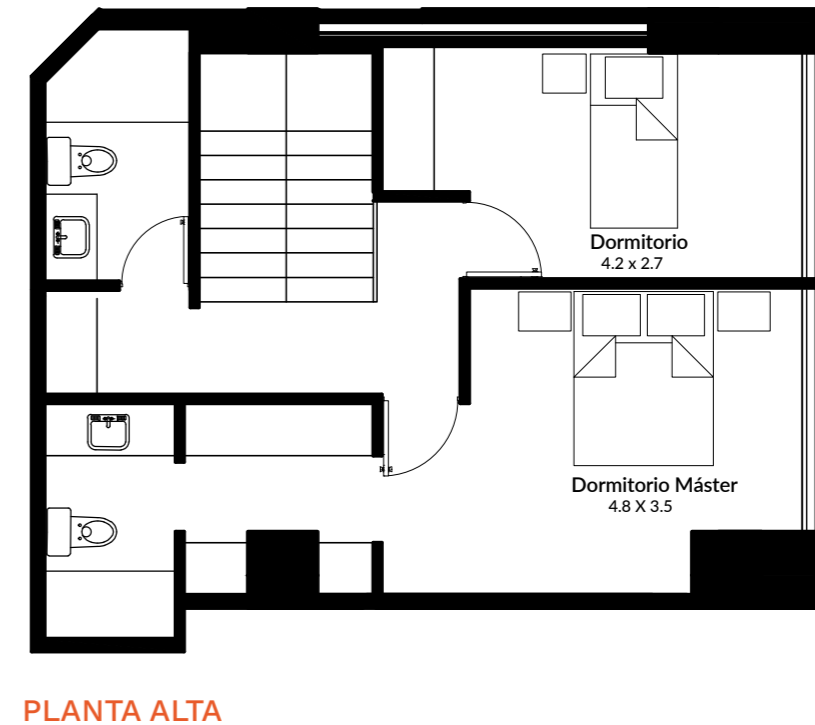 Dormitorio
4.2 x 2.7
Dormitorio Máster
4.8 X 3.5
PLANTA ALTA